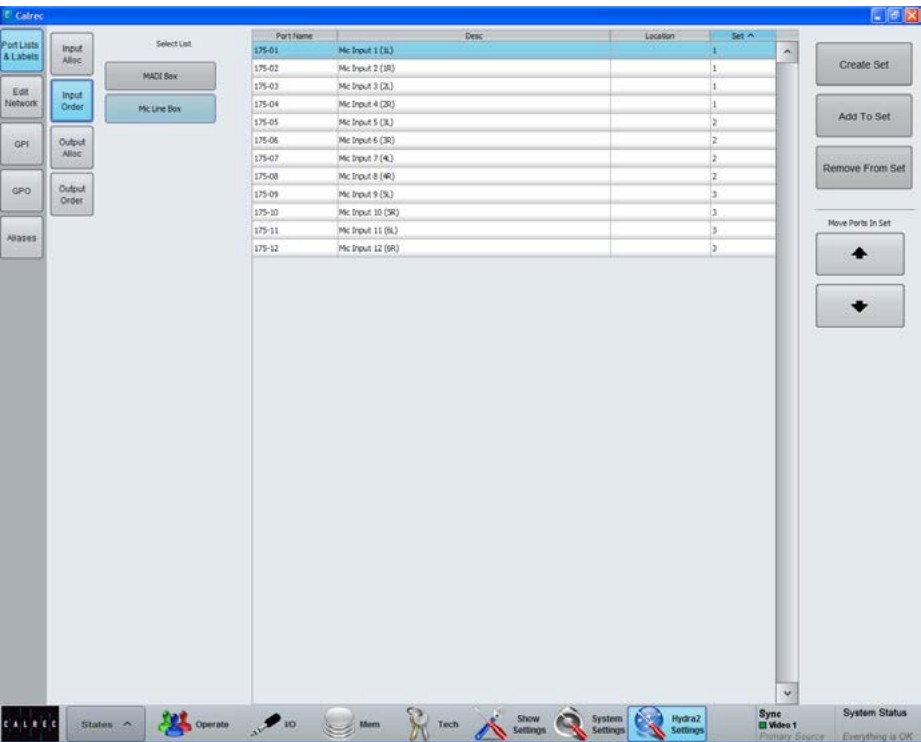 Calrec
Port Lists & Labels
Edit Network
GPI
GPO
Aliases
Input Alloc
Input Order
Output Alloc
Output Order
Select List
MADI Box
Mic Line Box
Port Name Desc Location Set
175-01 Mic Input 1 (1L) 1
175-02 Mic Input 2 (1R) 1
175-03 Mic Input 3 (2L) 1
175-04 Mic Input 4 (2R) 1
175-05 Mic Input 5 (3L) 2
175-06 Mic Input 6 (3R) 2
175-07 Mic Input 7 (4L) 2
175-08 Mic Input 8 (4R) 2
175-09 Mic Input 9 (5L) 3
175-10 Mic Input 10 (5R) 3
175-11 Mic Input 11 (6L) 3
175-12 Mic Input 12 (6R) 3
Create Set
Add To Set
Remove From Set
Move Ports In Set
CALREC
States
Operate
I/O
Mem
Tech
Show Settings
System Settings
Hydra2 Settings
Sync
Video 1
Primary Source
System Status
Everything is OK